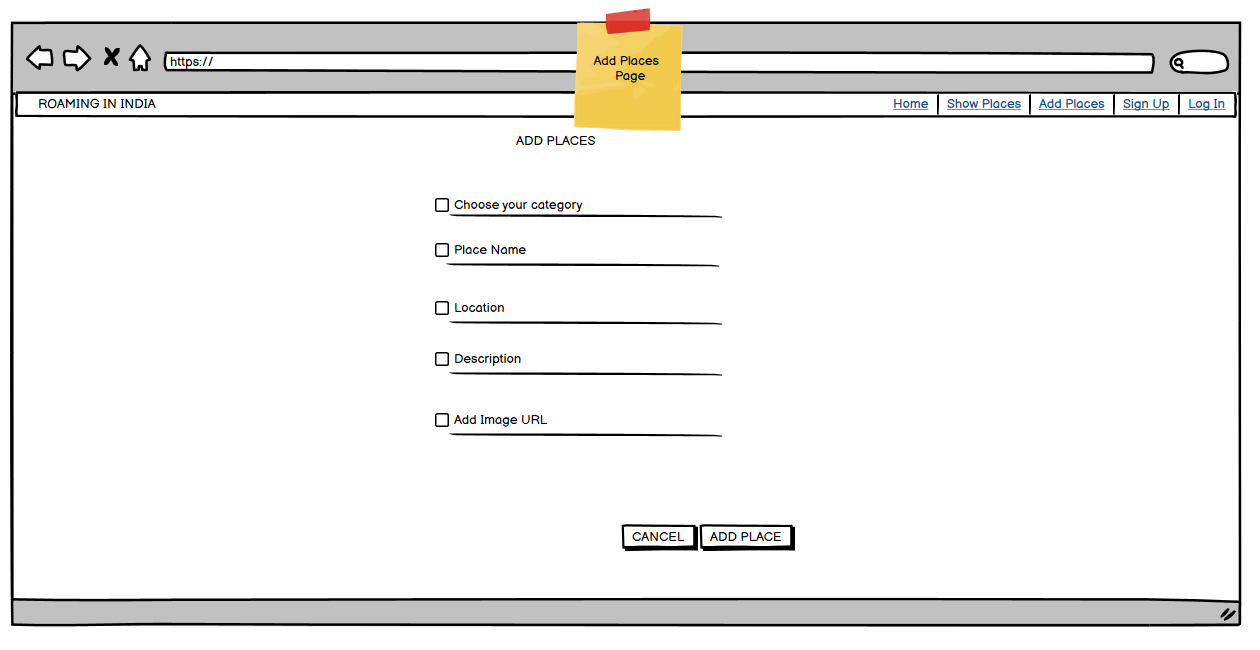 Add Places
Page
https://
ROAMING IN INDIA
Home
Show Places
Add Places
Sign Up
Log In
ADD PLACES
Choose your category
Place Name
Location
Description
Add Image URL
CANCEL
ADD PLACE